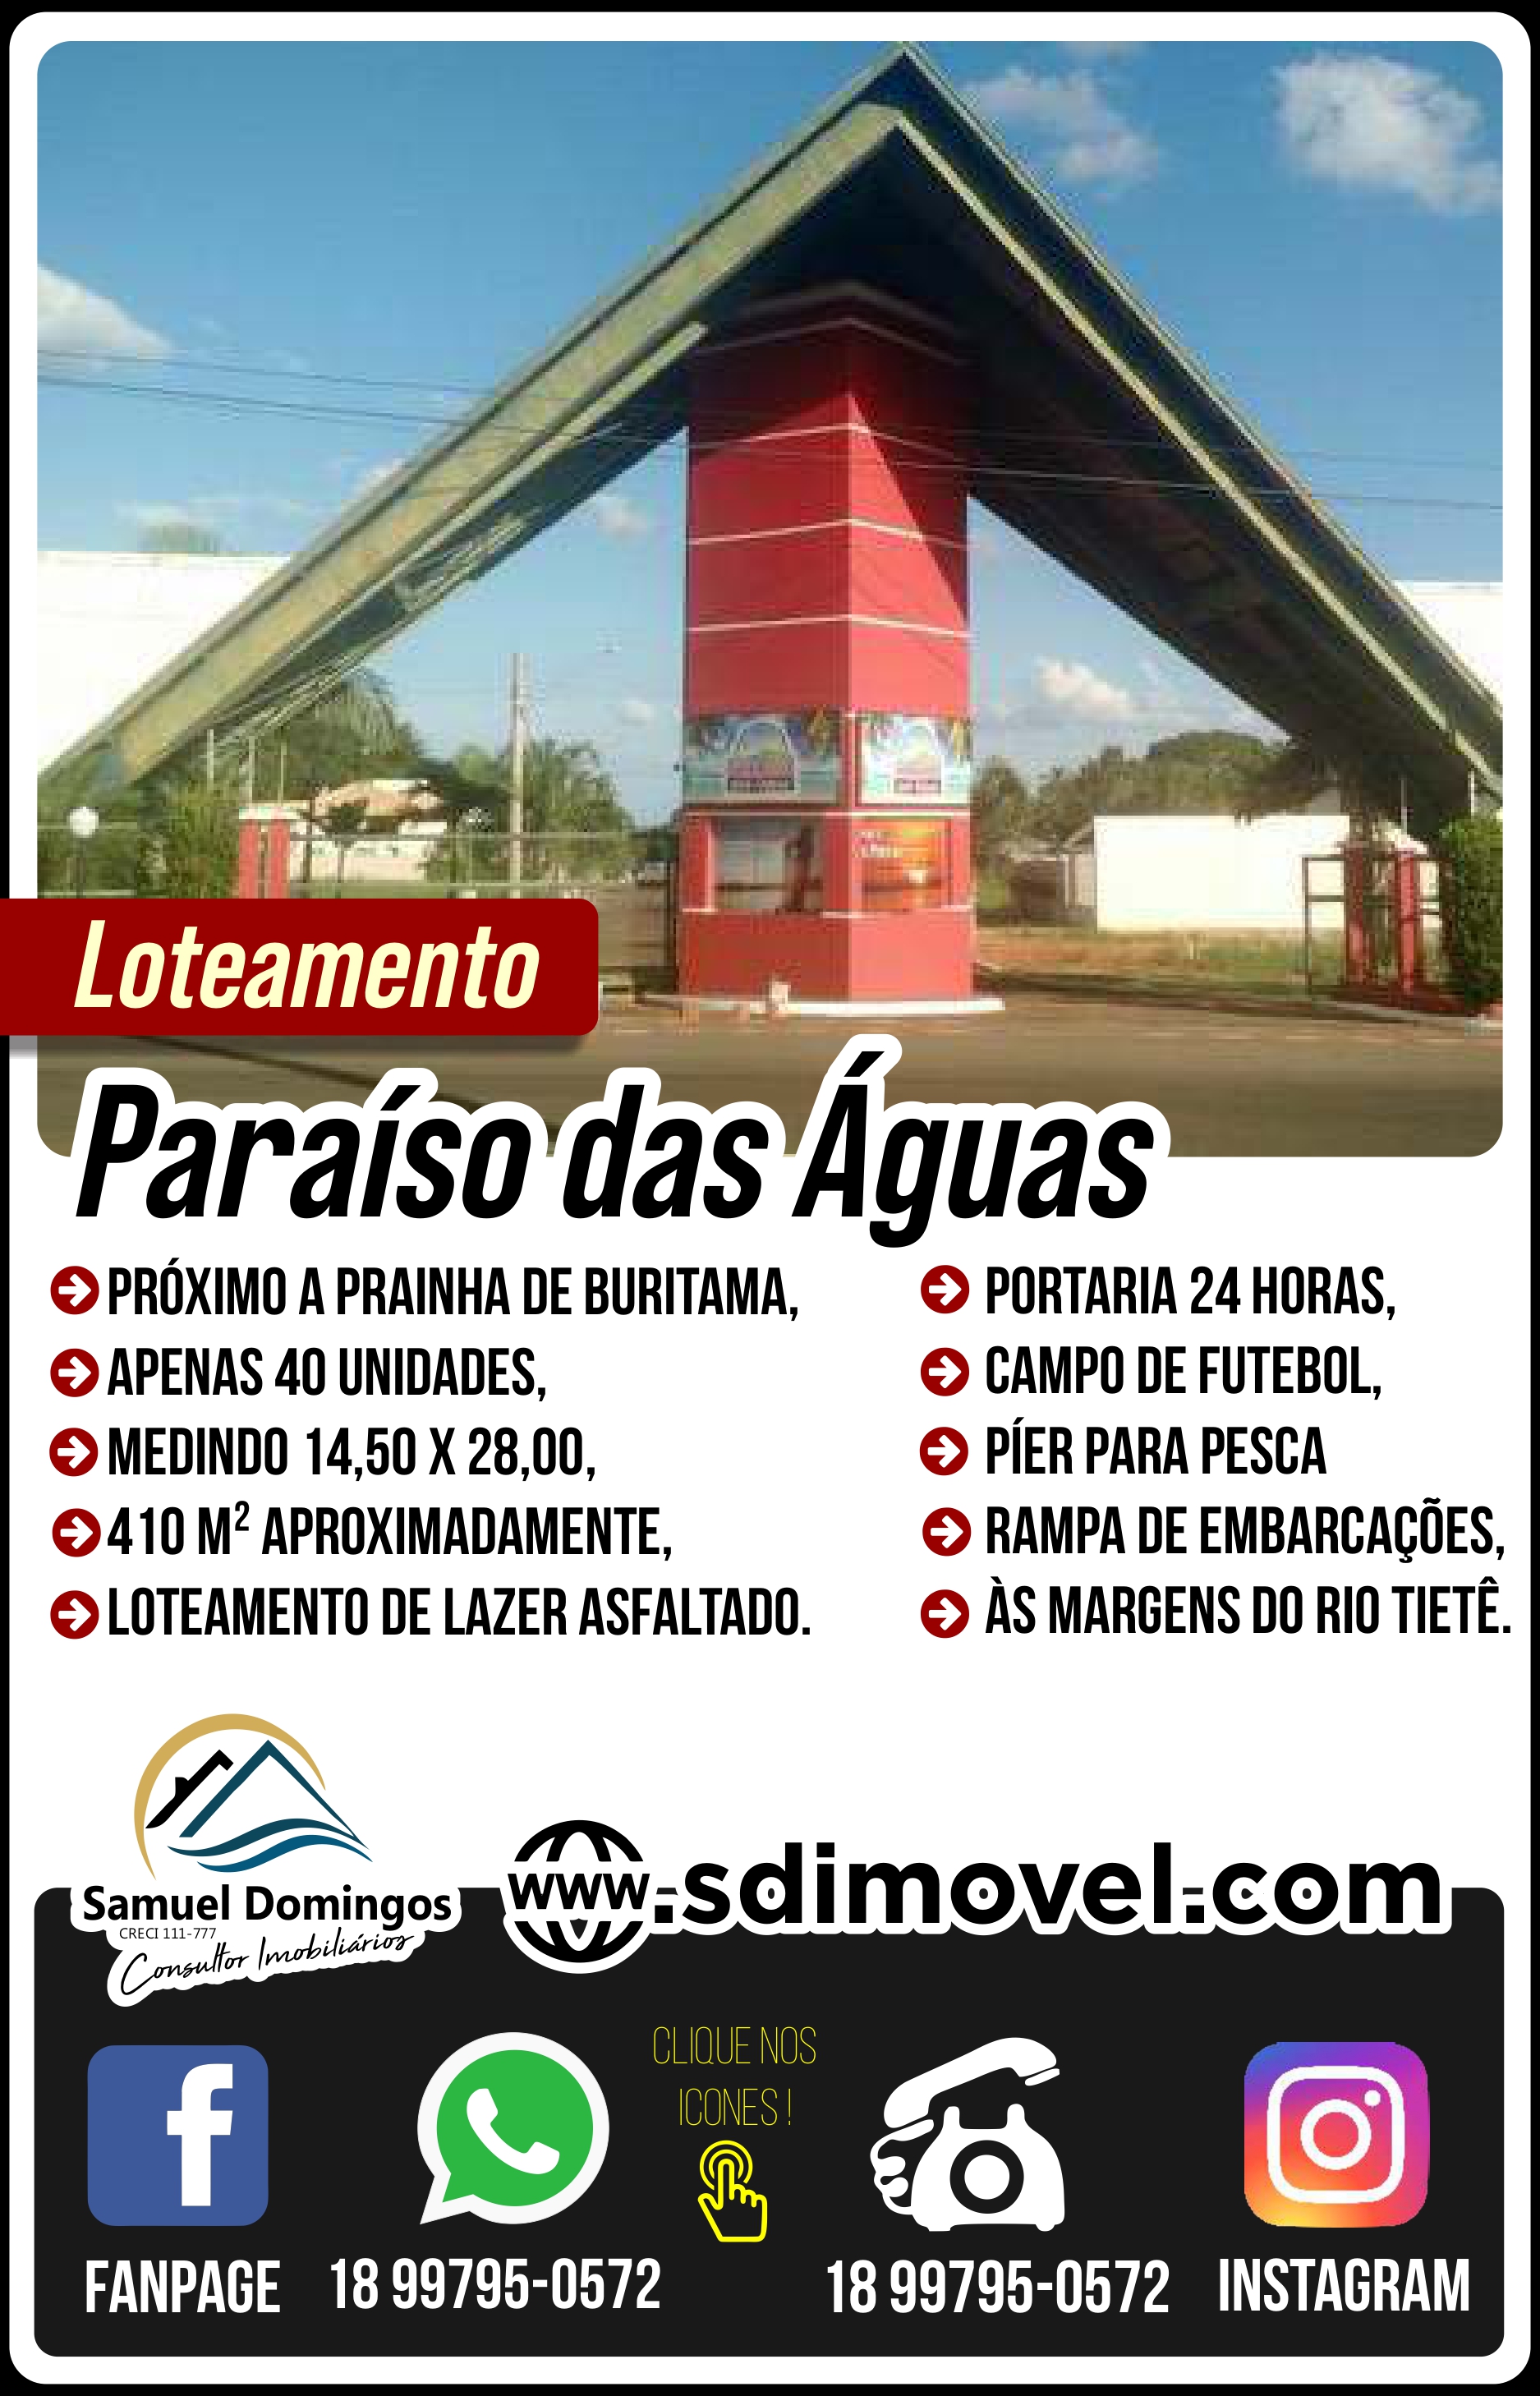 Loteamento
Paraíso das Águas
PRÓXIMO A PRAINHA DE BURITAMA,
APENAS 40 UNIDADES,
MEDINDO 14,50 X 28,00,
410 M² APROXIMADAMENTE,
LOTEAMENTO DE LAZER ASFALTADO.
PORTARIA 24 HORAS,
CAMPO DE FUTEBOL,
PÍER PARA PESCA
RAMPA DE EMBARCAÇÕES,
ÀS MARGENS DO RIO TIETÊ.
Samuel Domingos
CRECI 111-777
Consultor Imobiliários
www.sdimovel.com
CLIQUE NOS
ICONES !
FANPAGE
18 99795-0572
18 99795-0572
INSTAGRAM